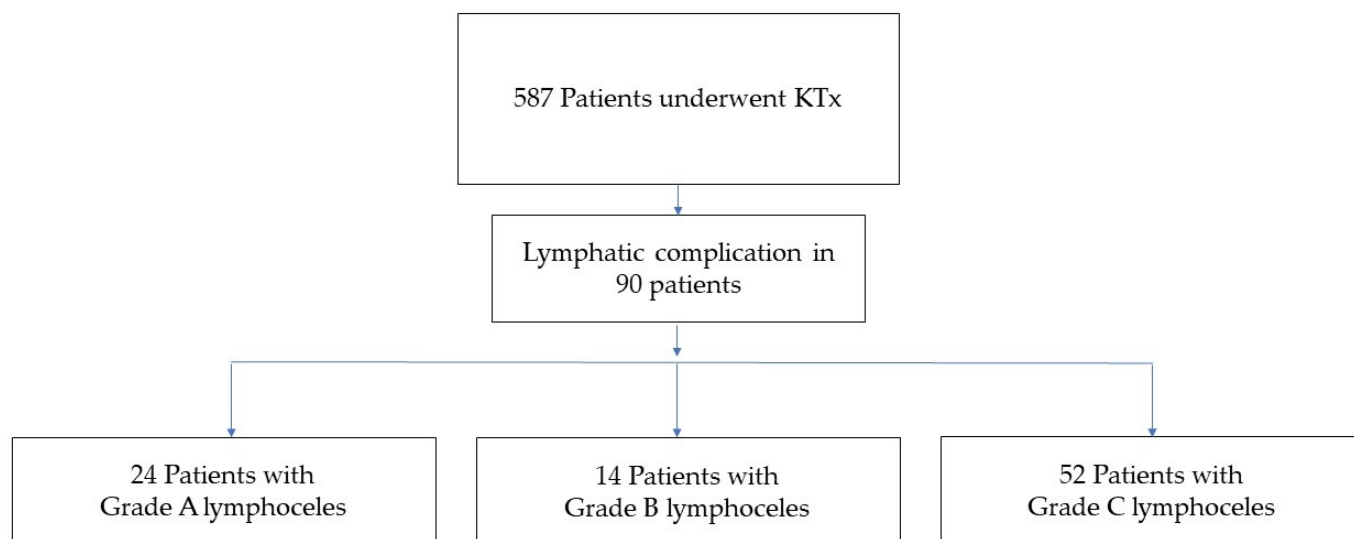 587 Patients underwent KTx
Lymphatic complication in
90 patients
24 Patients with
Grade A lymphoceles
14 Patients with
Grade B lymphoceles
52 Patients with
Grade C lymphoceles